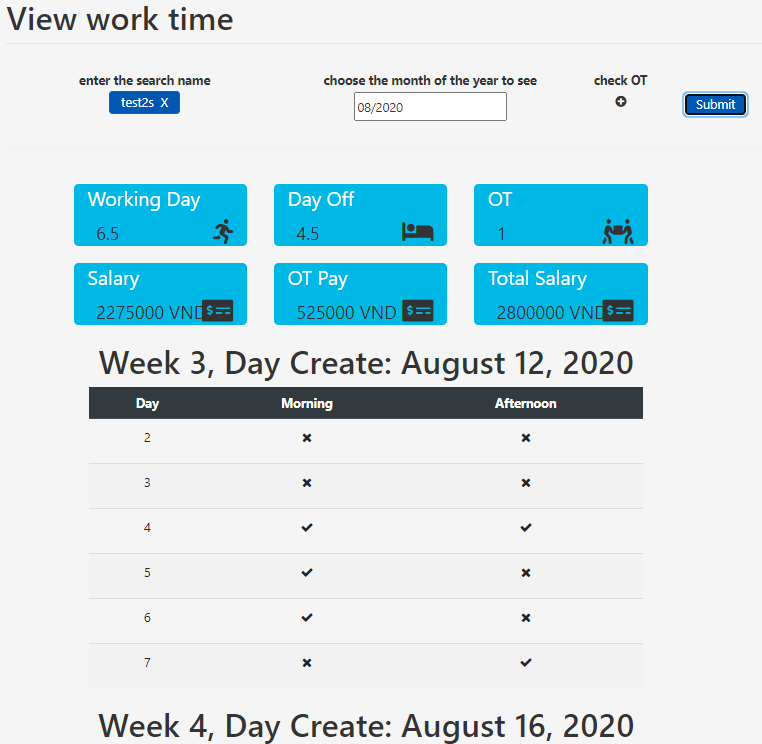 View work time
enter the search name choose the month of the year to see check OT
test2s X 08/2020 Submit
Working Day Day Off OT
6.5 4.5 1
Salary OT Pay Total Salary
2275000 VND 525000 VND 2800000 VND
Week 3, Day Create: August 12, 2020
Day Morning Afternoon
2 ✖ ✖
3 ✖ ✖
4 ✔ ✔
5 ✔ ✖
6 ✔ ✖
7 ✖ ✔
Week 4, Day Create: August 16, 2020